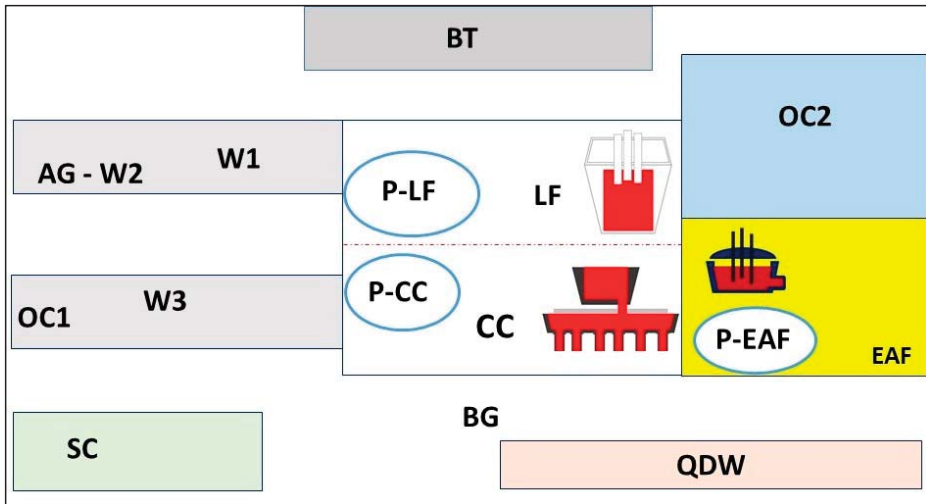 BT
OC2
AG - W2
W1
P-LF
LF
OC1
W3
P-CC
CC
P-EAF
EAF
SC
BG
QDW